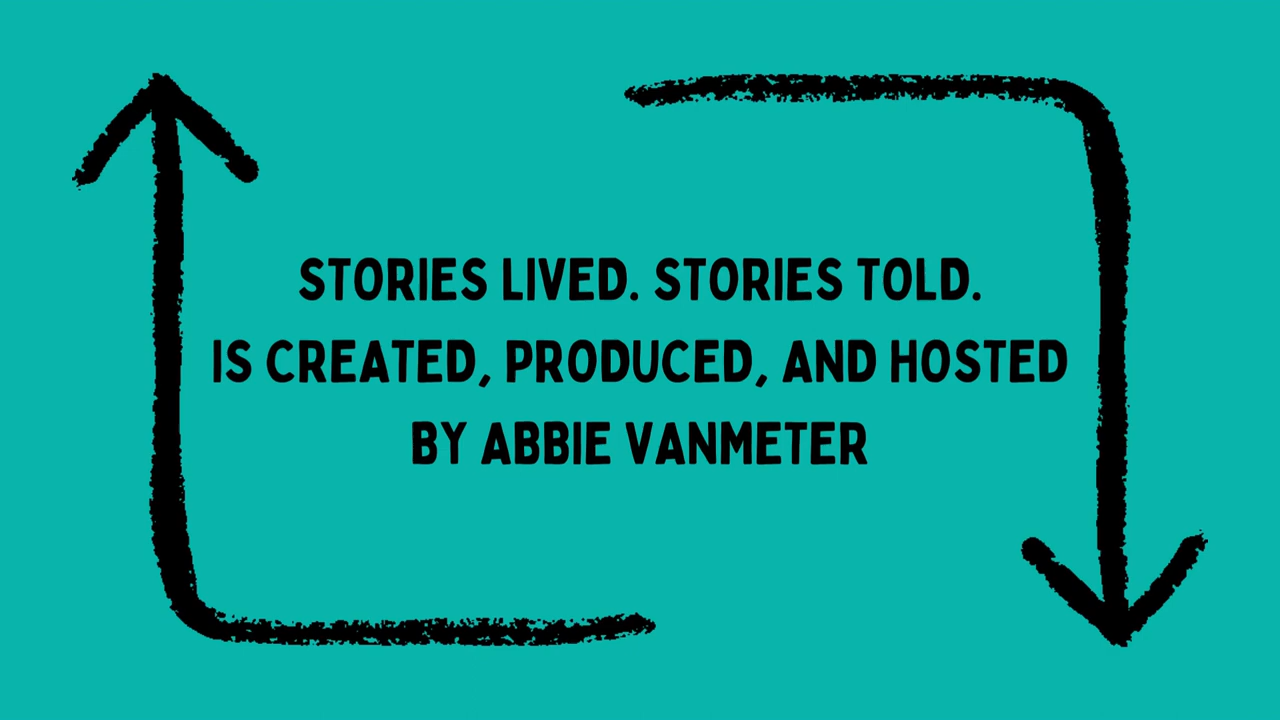 STORIES LIVED. STORIES TOLD.
IS CREATED, PRODUCED, AND HOSTED
BY ABBIE VANMETER